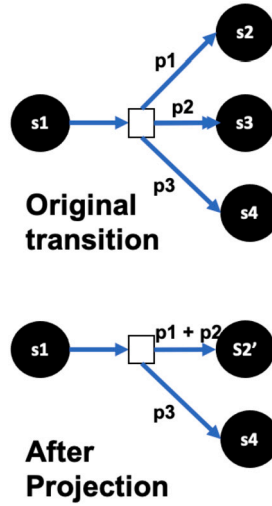 s2
p1
s1
p2
s3
p3
Original
transition
s4
s1
p1 + p2
S2'
p3
After
Projection
s4